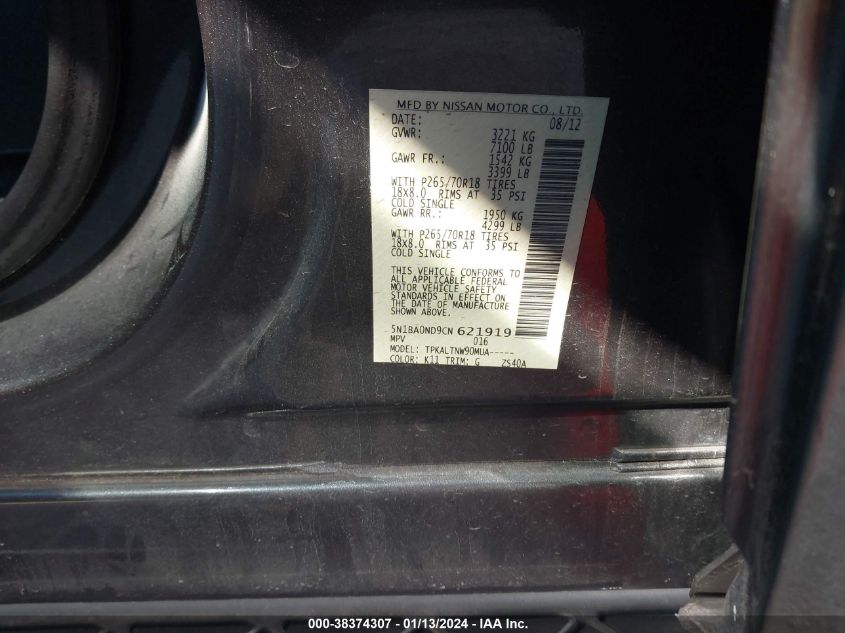 MFD BY NISSAN MOTOR CO., LTD.
DATE: 08/12
GVWR: 3221 KG
7100 LB
GAWR FR.: 1542 KG
3399 LB
WITH P265/70R18 TIRES
18x8.0 RIMS AT 35 PSI
COLD SINGLE
GAWR RR.: 1950 KG
4299 LB
WITH P265/70R18 TIRES
18x8.0 RIMS AT 35 PSI
COLD SINGLE
THIS VEHICLE CONFORMS TO
ALL APPLICABLE FEDERAL
MOTOR VEHICLE SAFETY
STANDARDS IN EFFECT ON
THE DATE OF MANUFACTURE
SHOWN ABOVE.
5N1BA0ND9CN 621919
MPV 016
MODEL: TPKALTNW90MUA-----
COLOR: K11 TRIM: G ZS40A
000-38374307 - 01/13/2024 - IAA Inc.